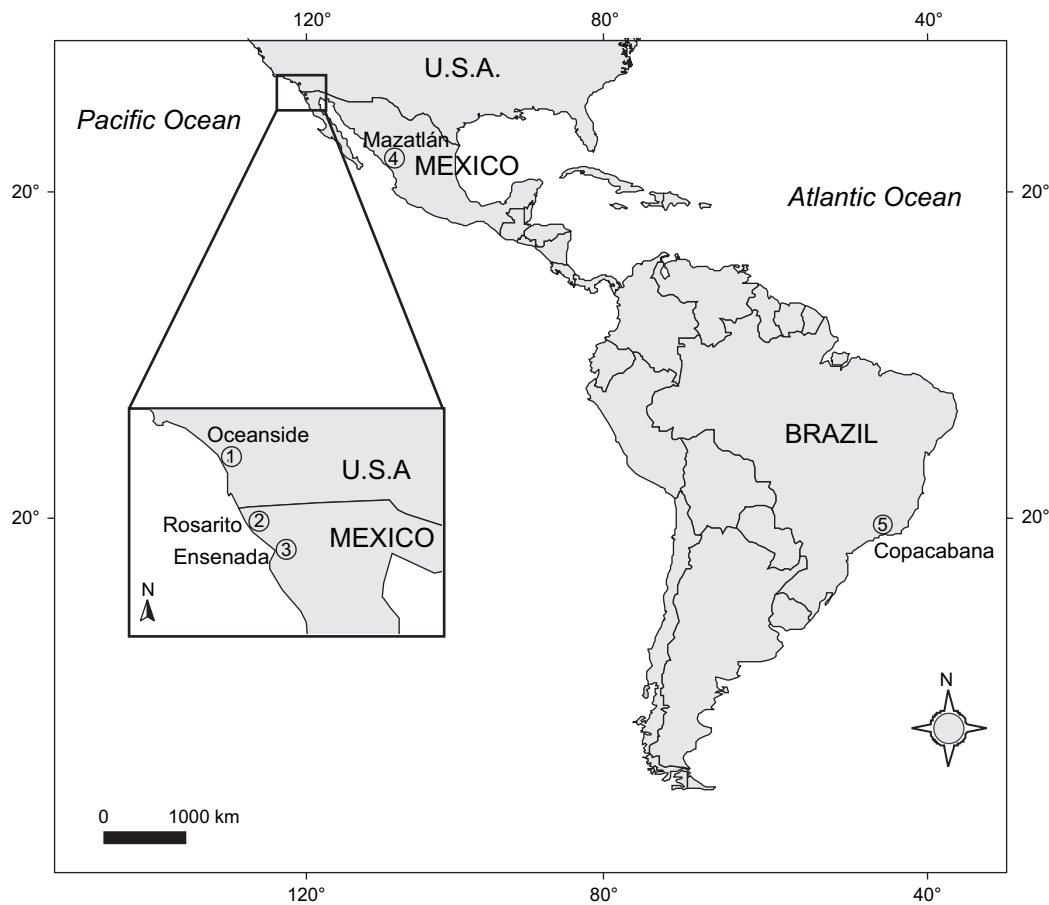 120°
80°
40°
U.S.A.
Pacific Ocean
Mazatlán
4
MEXICO
20°
20°
Atlantic Ocean
Oceanside
1
U.S.A
BRAZIL
Rosarito
2
20°
20°
5
MEXICO
Ensenada
3
Copacabana
N
N
0
1000 km
120°
80°
40°